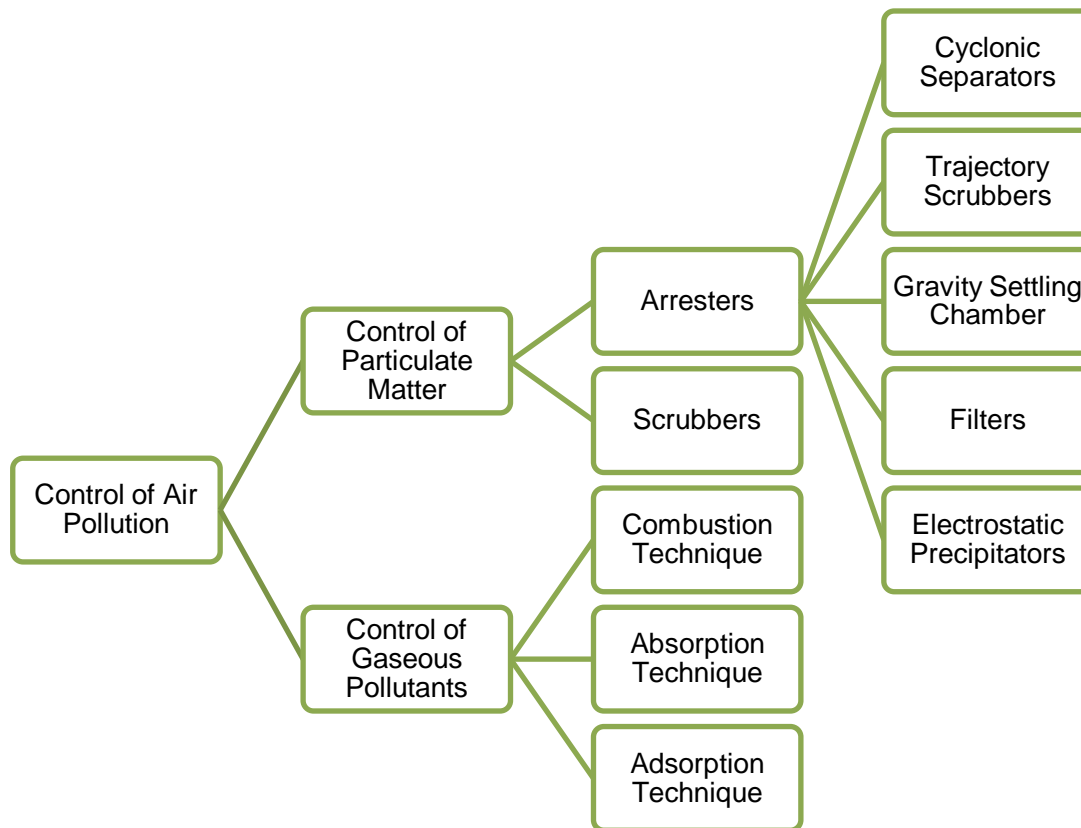 Control of Air
Pollution
Control of
Particulate
Matter
Arresters
Cyclonic
Separators
Trajectory
Scrubbers
Gravity Settling
Chamber
Filters
Electrostatic
Precipitators
Scrubbers
Control of
Gaseous
Pollutants
Combustion
Technique
Absorption
Technique
Adsorption
Technique